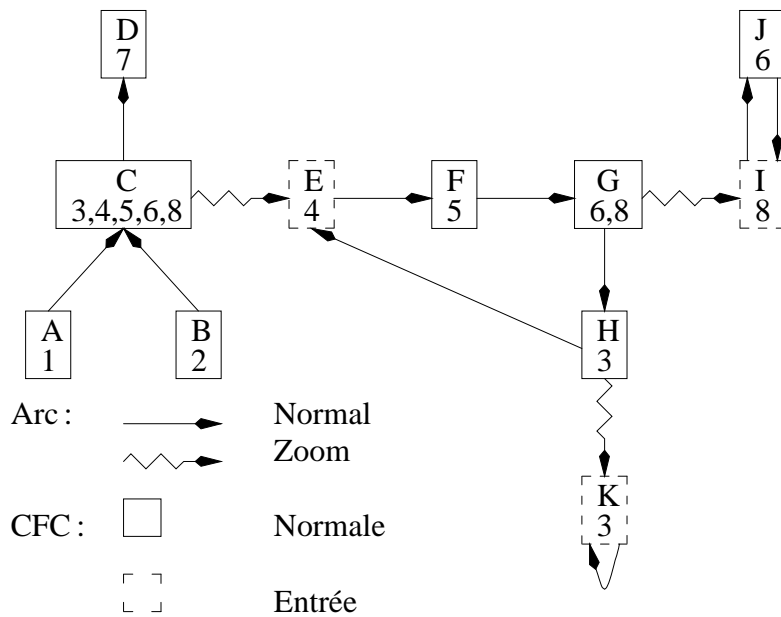 D
7
J
6
C
3,4,5,6,8
E
4
F
5
G
6,8
I
8
A
1
B
2
H
3
Arc :
Normal
Zoom
K
3
CFC :
Normale
Entrée